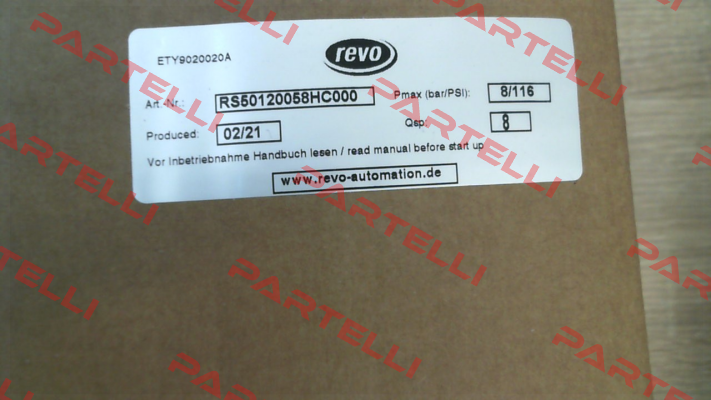 ETY9020020A
revo
Art.-Nr.: RS50120058HC000 Pmax (bar/PSI): 8/116
Produced: 02/21 Qsp: 8
Vor Inbetriebnahme Handbuch lesen / read manual before start up
www.revo-automation.de
PARTELLI
PARTELLI
PARTELLI
PARTELLI
PARTELLI
PARTELLI
PARTELLI
PARTELLI
PARTELLI